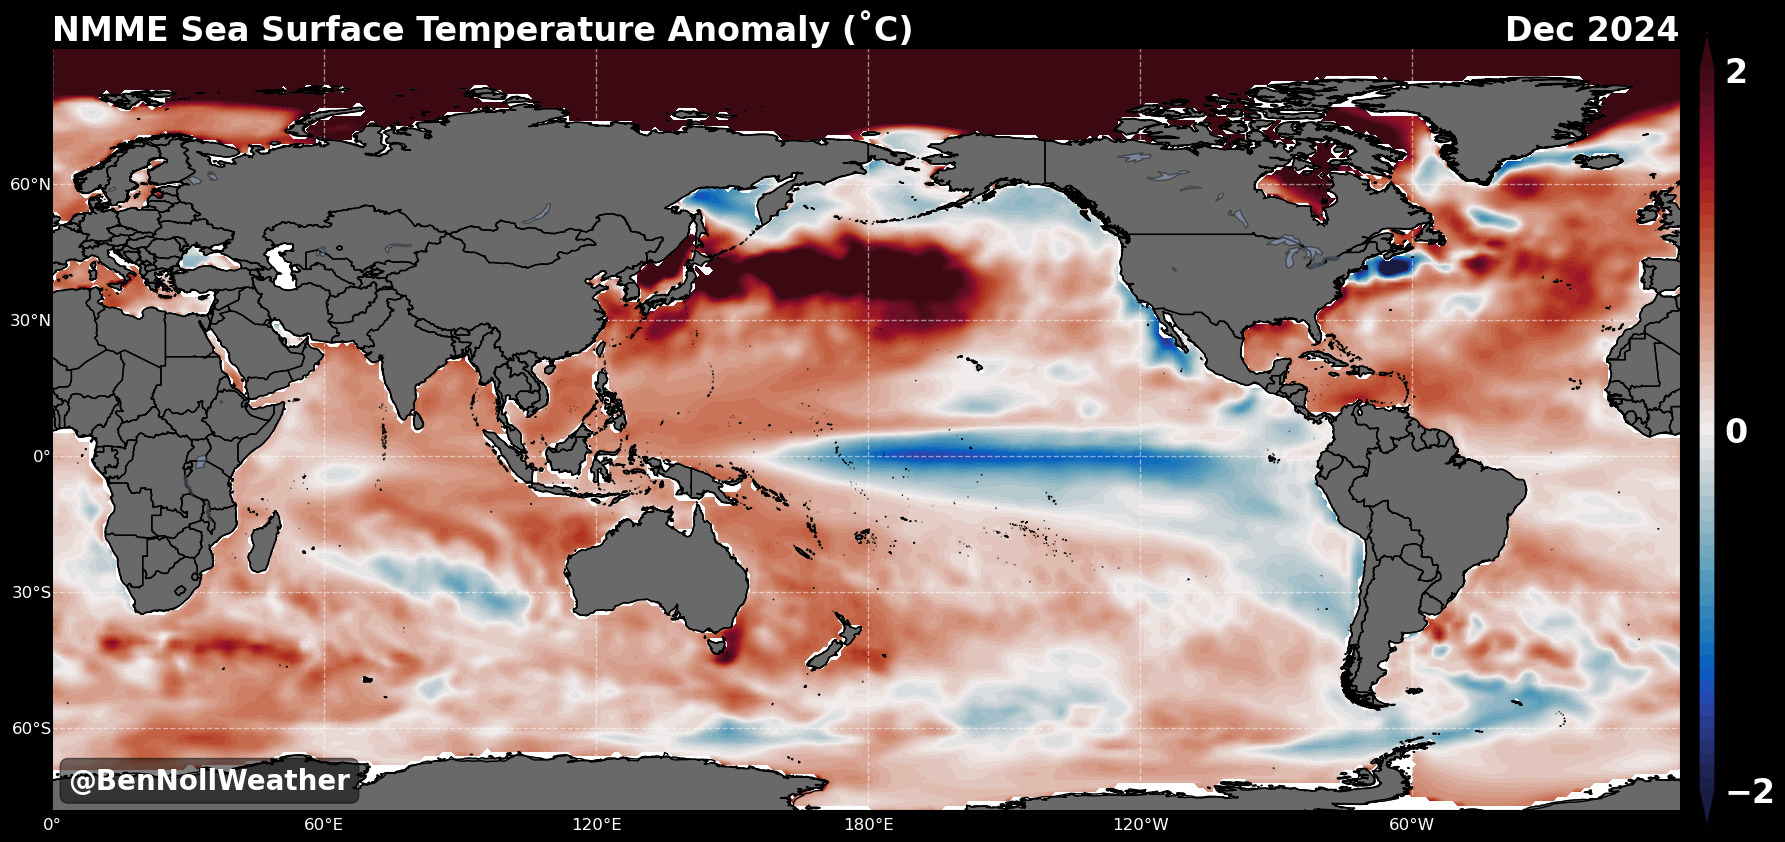 NMME Sea Surface Temperature Anomaly (˚C)
Dec 2024
2
0
−2
60°N
30°N
0°
30°S
60°S
@BenNollWeather
0°
60°E
120°E
180°E
120°W
60°W